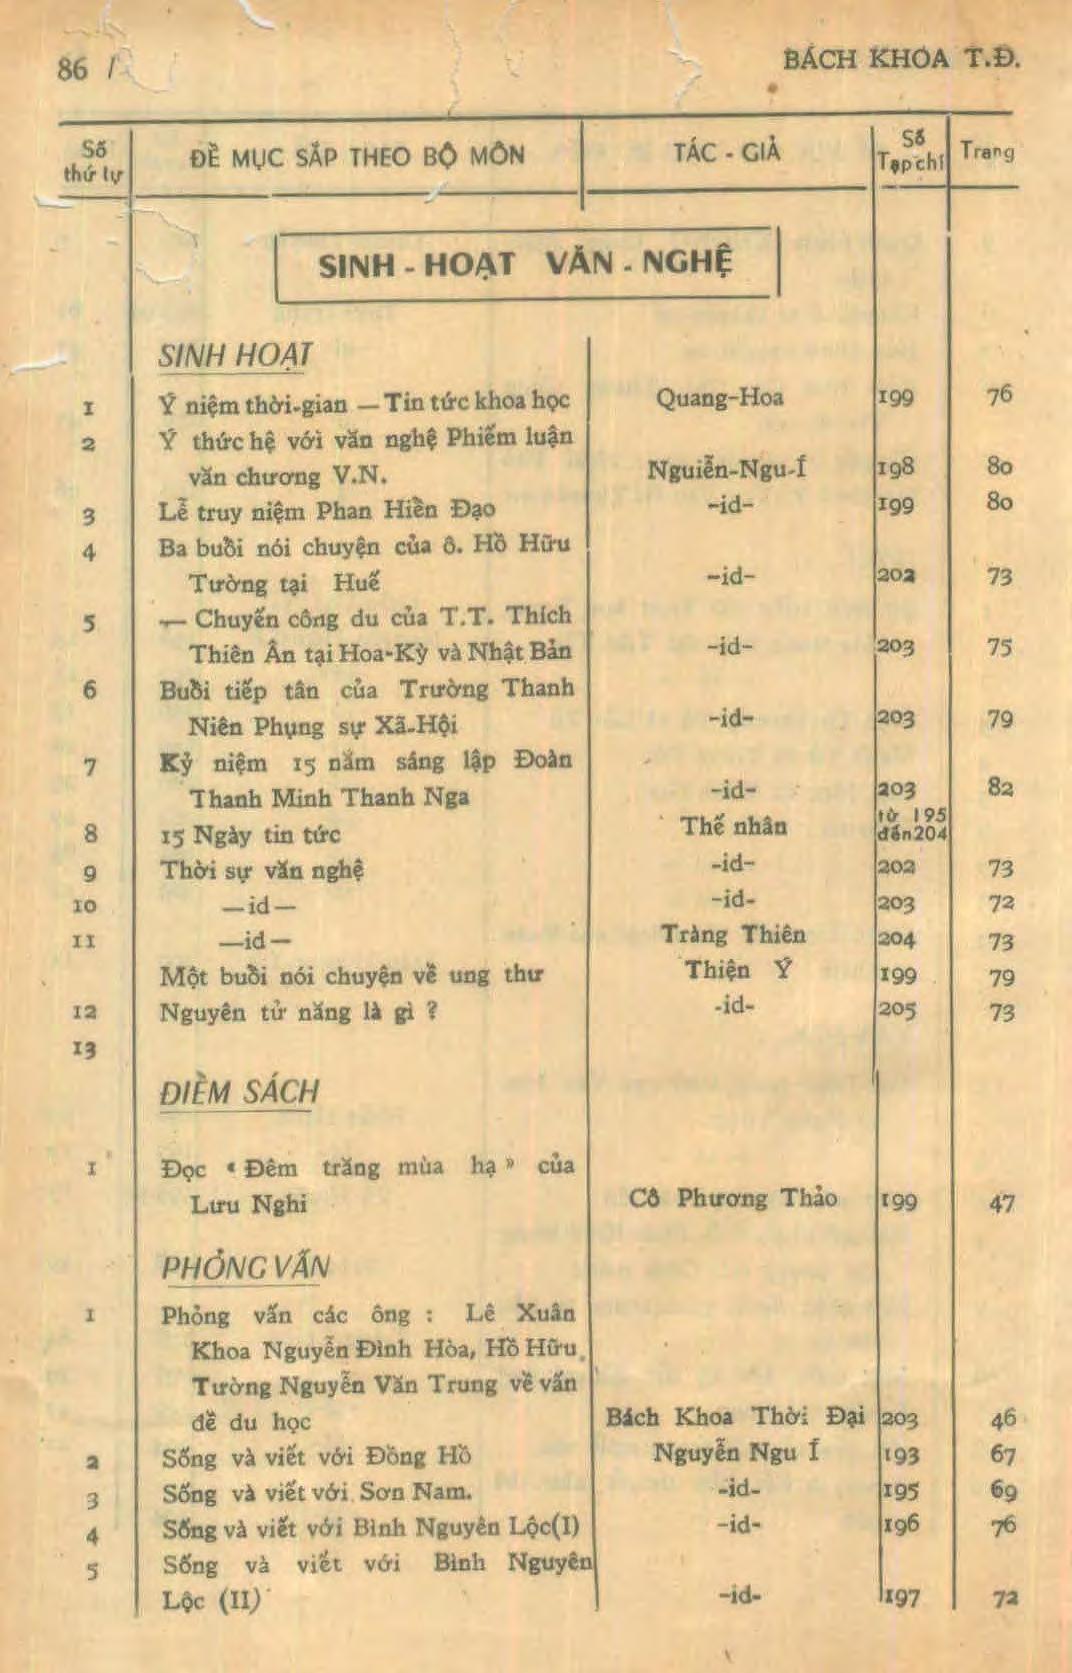 86 /
BÁCH KHOA T.Đ.
Số thứ tự | ĐỀ MỤC SẮP THEO BỘ MÔN | TÁC - GIẢ | Số Tạp chí | Trang
SINH - HOẠT VĂN - NGHỆ
SINH HOẠT
1 Ý niệm thời-gian — Tin tức khoa học Quang-Hoa 199 76
2 Ý thức hệ với văn nghệ Phiếm luận
văn chương V.N. Nguiễn-Ngu-Í 198 80
3 Lễ truy niệm Phan Hiền Đạo -id- 199 80
4 Ba buổi nói chuyện của ô. Hồ Hữu
Tường tại Huế -id- 202 73
5 — Chuyến công du của T.T. Thích
Thiên Ân tại Hoa-Kỳ và Nhật Bản -id- 203 75
6 Buổi tiếp tân của Trường Thanh
Niên Phụng sự Xã-Hội -id- 203 79
7 Kỷ niệm 15 năm sáng lập Đoàn
Thanh Minh Thanh Nga -id- 203 82
8 15 Ngày tin tức Thế nhân từ 195 đến 204
9 Thời sự văn nghệ -id- 202 73
10 —id— -id- 203 72
11 —id— Tràng Thiên 204 73
Một buổi nói chuyện về ung thư Thiện Ý 199 79
12 Nguyên tử năng là gì ? -id- 205 73
13
ĐIỂM SÁCH
1 Đọc « Đêm trăng mùa hạ » của
Lưu Nghi Cô Phương Thảo 199 47
PHỎNG VẤN
1 Phỏng vấn các ông : Lê Xuân
Khoa Nguyễn Đình Hòa, Hồ Hữu
Tường Nguyễn Văn Trung về vấn
đề du học Bách Khoa Thời Đại 203 46
2 Sống và viết với Đông Hồ Nguyễn Ngu Í 193 67
3 Sống và viết với Sơn Nam. -id- 195 69
4 Sống và viết với Bình Nguyên Lộc(I) -id- 196 76
5 Sống và viết với Bình Nguyên
Lộc (II) -id- 197 72